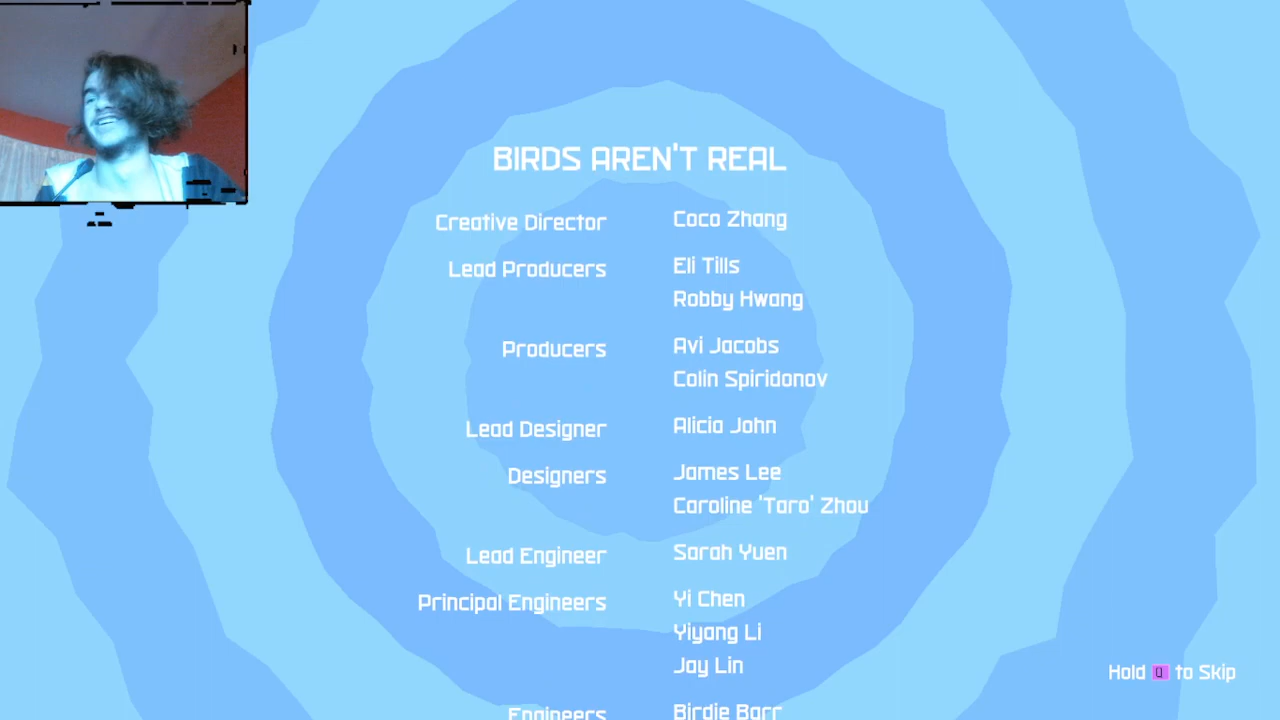 BIRDS AREN'T REAL
Creative Director Coco Zhang
Lead Producers Eli Tills
Robby Hwang
Producers Avi Jacobs
Colin Spiridonov
Lead Designer Alicia John
Designers James Lee
Caroline 'Taro' Zhou
Lead Engineer Sarah Yuen
Principal Engineers Yi Chen
Yiyang Li
Jay Lin
Hold Q to Skip
Engineers Birdie Barr